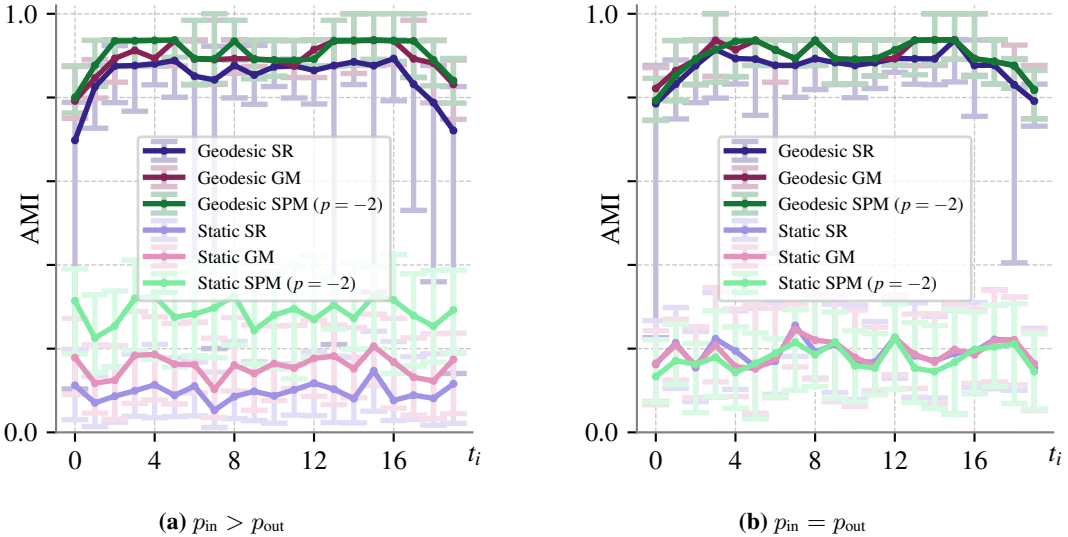 1.0
AMI
0.0
Geodesic SR
Geodesic GM
Geodesic SPM (p = −2)
Static SR
Static GM
Static SPM (p = −2)
0 4 8 12 16 t_i
(a) p_in > p_out
1.0
AMI
0.0
Geodesic SR
Geodesic GM
Geodesic SPM (p = −2)
Static SR
Static GM
Static SPM (p = −2)
0 4 8 12 16 t_i
(b) p_in = p_out